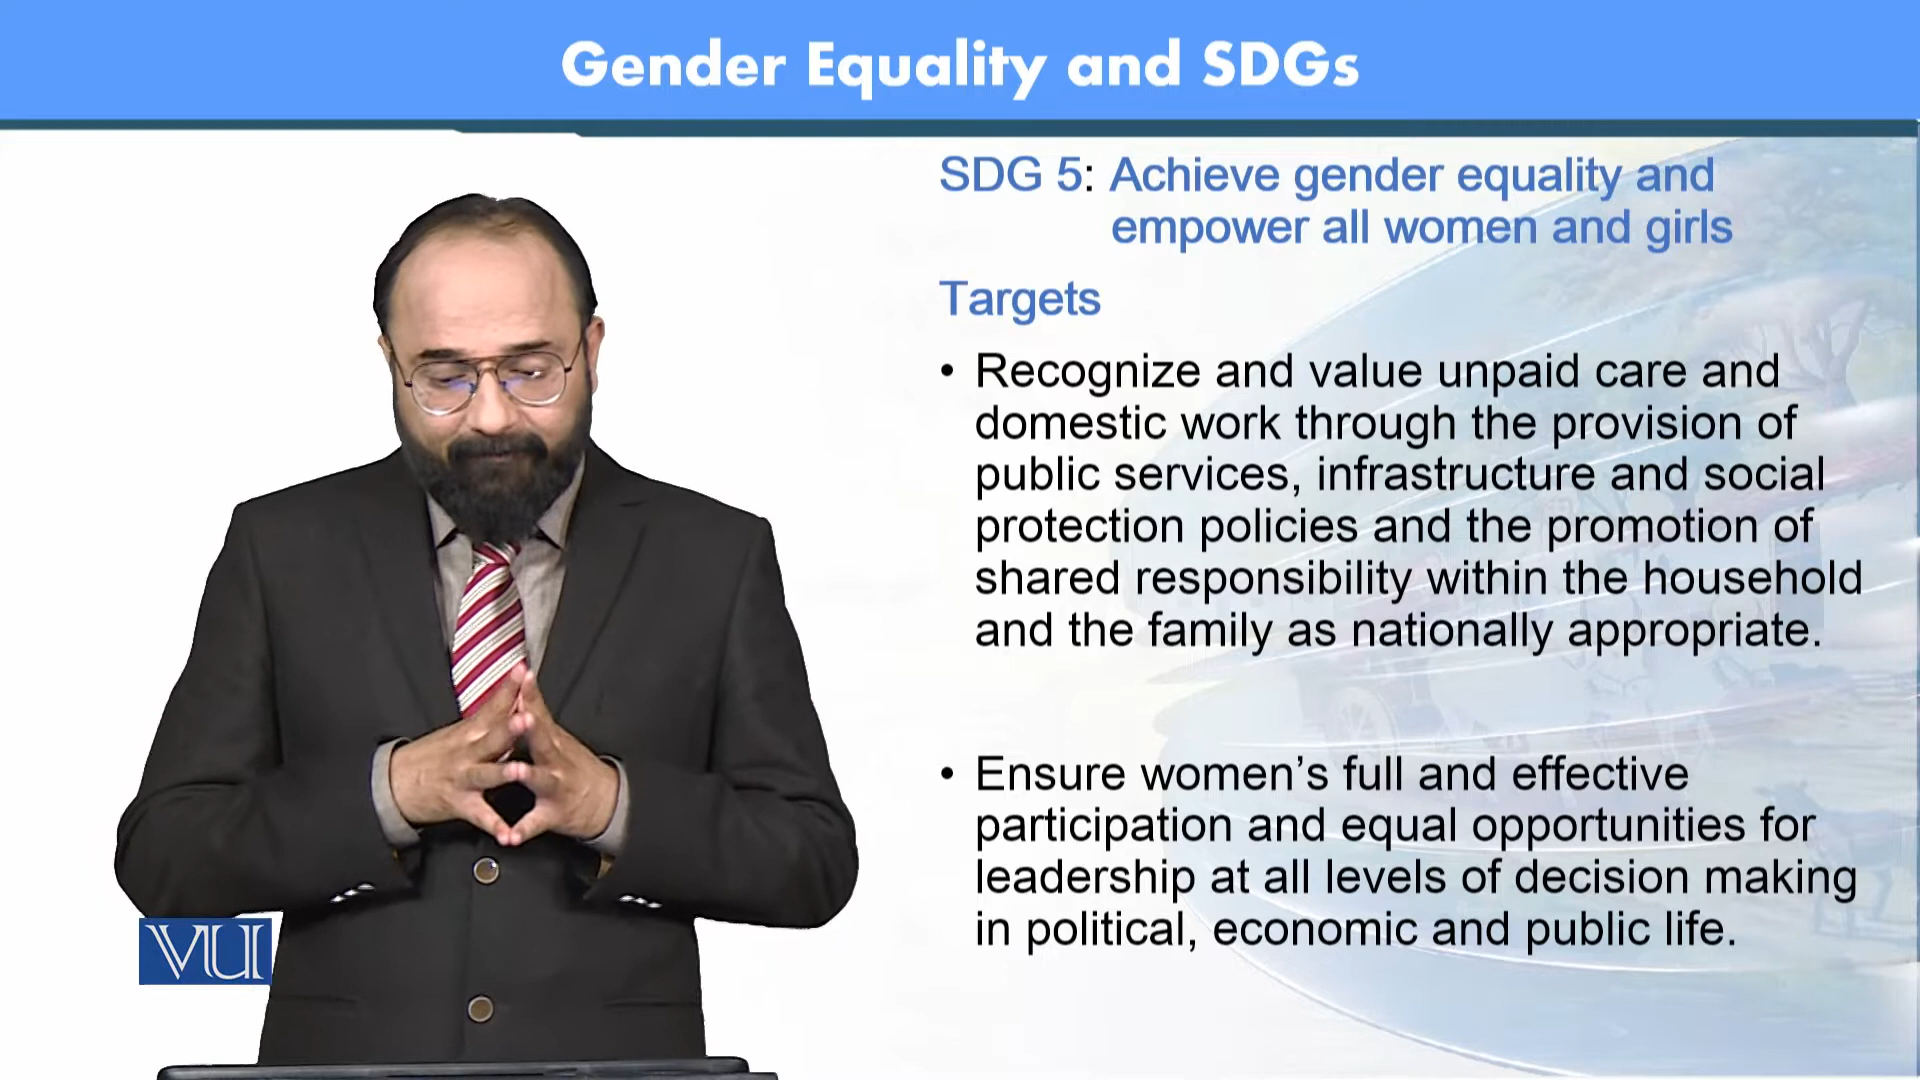 Gender Equality and SDGs
SDG 5: Achieve gender equality and
empower all women and girls
Targets
• Recognize and value unpaid care and
domestic work through the provision of
public services, infrastructure and social
protection policies and the promotion of
shared responsibility within the household
and the family as nationally appropriate.
• Ensure women’s full and effective
participation and equal opportunities for
leadership at all levels of decision making
in political, economic and public life.
VU